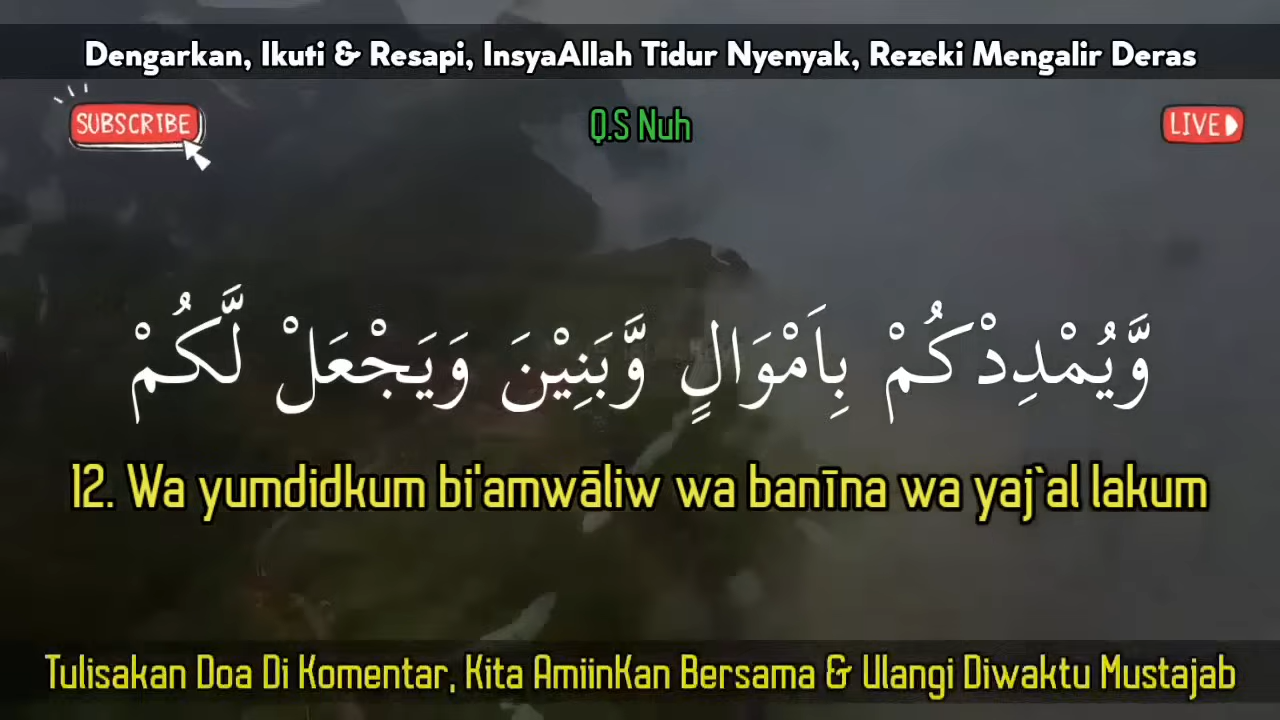 Dengarkan, Ikuti & Resapi, InsyaAllah Tidur Nyenyak, Rezeki Mengalir Deras
SUBSCRIBE
Q.S Nuh
LIVE
وَّيُمْدِدْكُمْ بِاَمْوَالٍ وَّبَنِيْنَ وَيَجْعَلْ لَّكُمْ
12. Wa yumdidkum bi'amwāliw wa banīna wa yaj`al lakum
Tulisakan Doa Di Komentar, Kita AmiinKan Bersama & Ulangi Diwaktu Mustajab